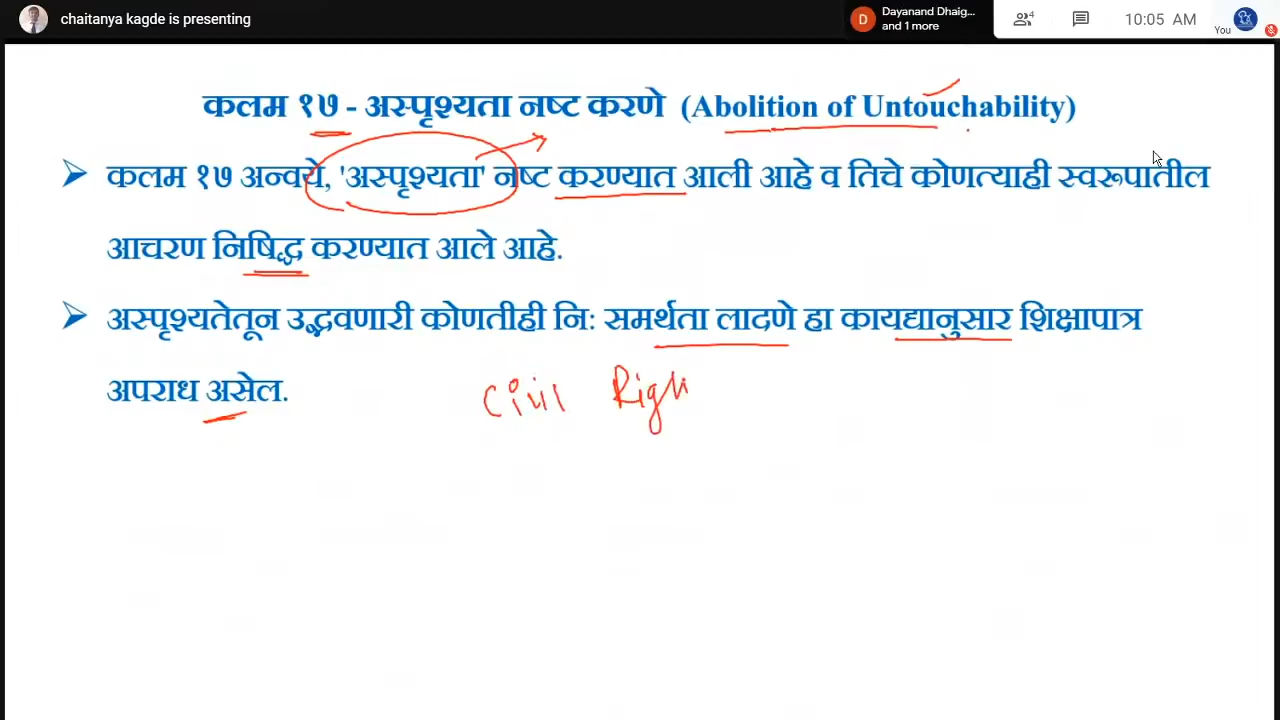 chaitanya kagde is presenting
D
Dayanand Dhaig...
and 1 more
4
10:05 AM
You
कलम १७ - अस्पृश्यता नष्ट करणे (Abolition of Untouchability)
कलम १७ अन्वये, 'अस्पृश्यता' नष्ट करण्यात आली आहे व तिचे कोणत्याही स्वरूपातील
आचरण निषिद्ध करण्यात आले आहे.
अस्पृश्यतेतून उद्भवणारी कोणतीही नि: समर्थता लादणे हा कायद्यानुसार शिक्षापात्र
अपराध असेल.
Civil Righ